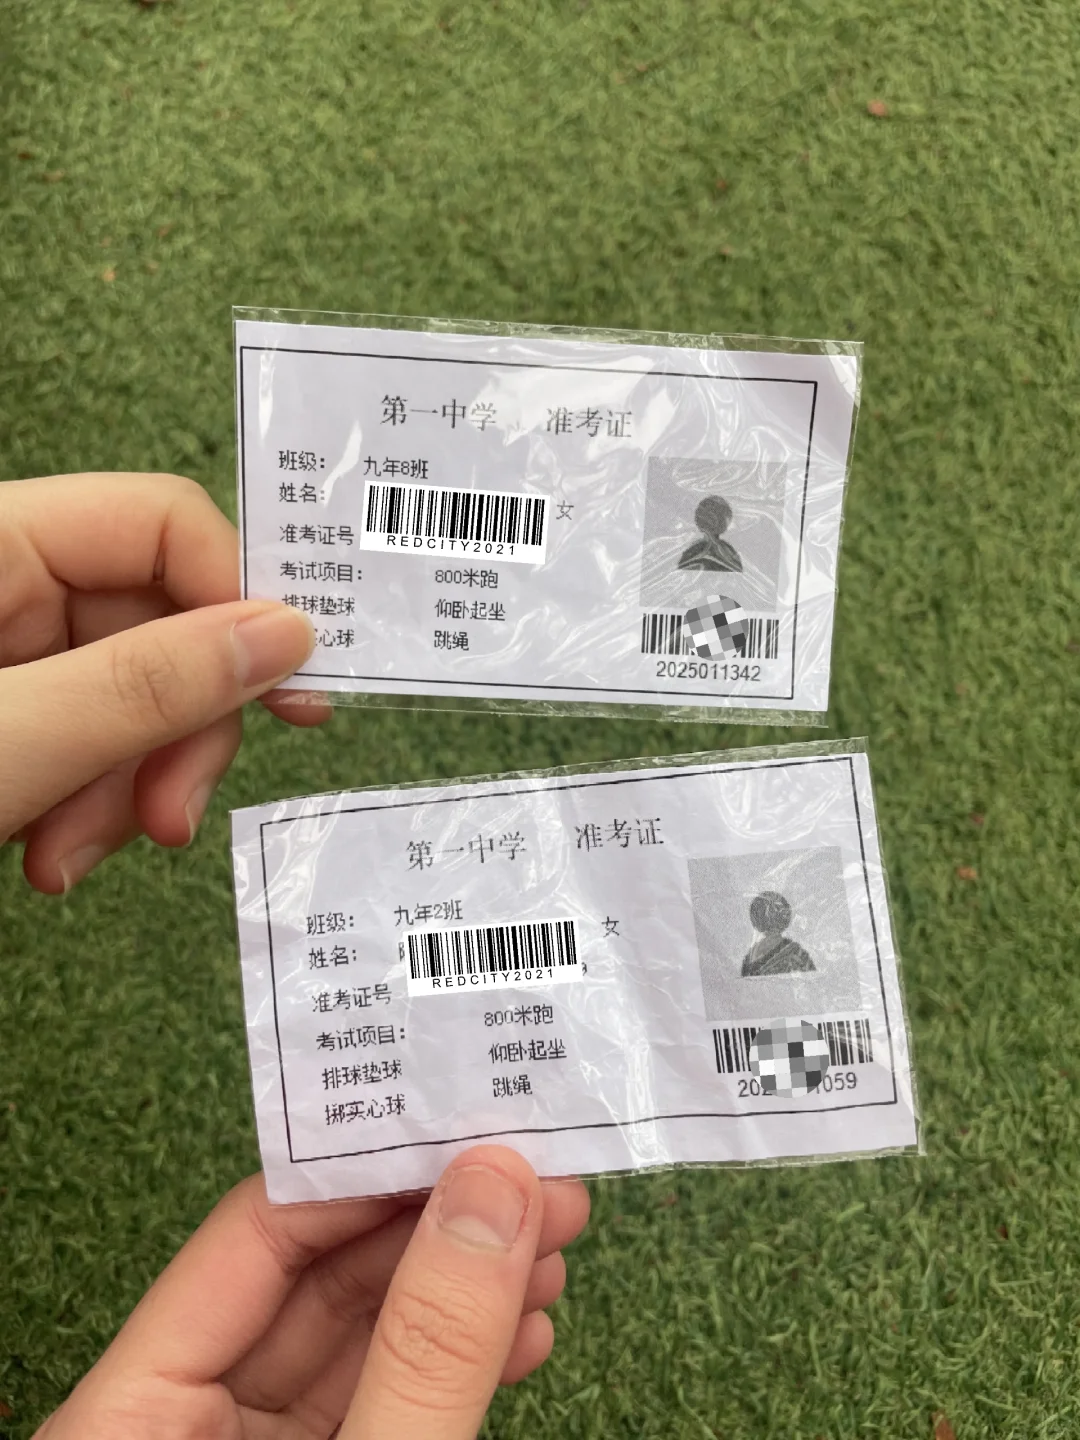 第一中学 准考证
班级： 九年8班
姓名： 女
REDCITY2021
准考证号
考试项目： 800米跑
排球垫球 仰卧起坐
心球 跳绳
2025011342
第一中学 准考证
班级： 九年2班
姓名： 女
REDCITY2021
准考证号
考试项目： 800米跑
排球垫球 仰卧起坐
掷实心球 跳绳